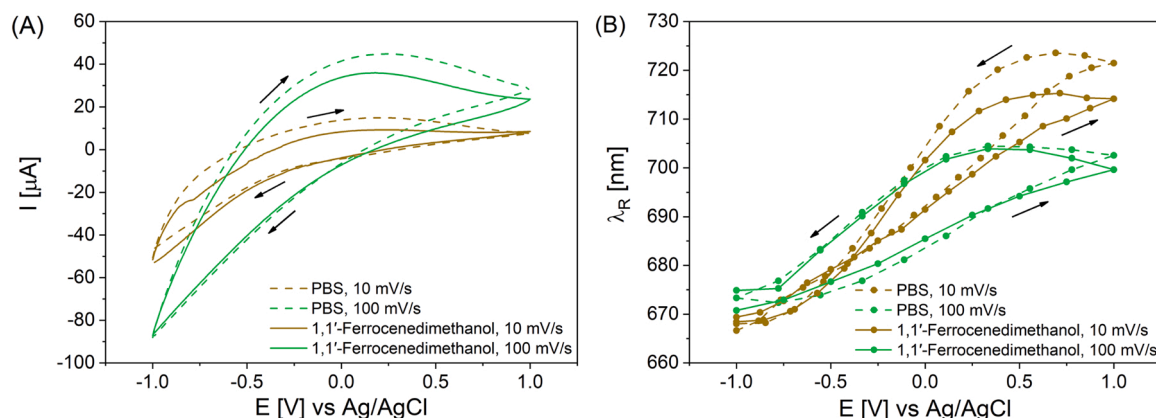 (A)
60
40
20
0
-20
-40
-60
-80
-100
I [µA]
-1.0 -0.5 0.0 0.5 1.0
E [V] vs Ag/AgCl
PBS, 10 mV/s
PBS, 100 mV/s
1,1′-Ferrocenedimethanol, 10 mV/s
1,1′-Ferrocenedimethanol, 100 mV/s
(B)
730
720
710
700
690
680
670
660
λR [nm]
-1.0 -0.5 0.0 0.5 1.0
E [V] vs Ag/AgCl
PBS, 10 mV/s
PBS, 100 mV/s
1,1′-Ferrocenedimethanol, 10 mV/s
1,1′-Ferrocenedimethanol, 100 mV/s